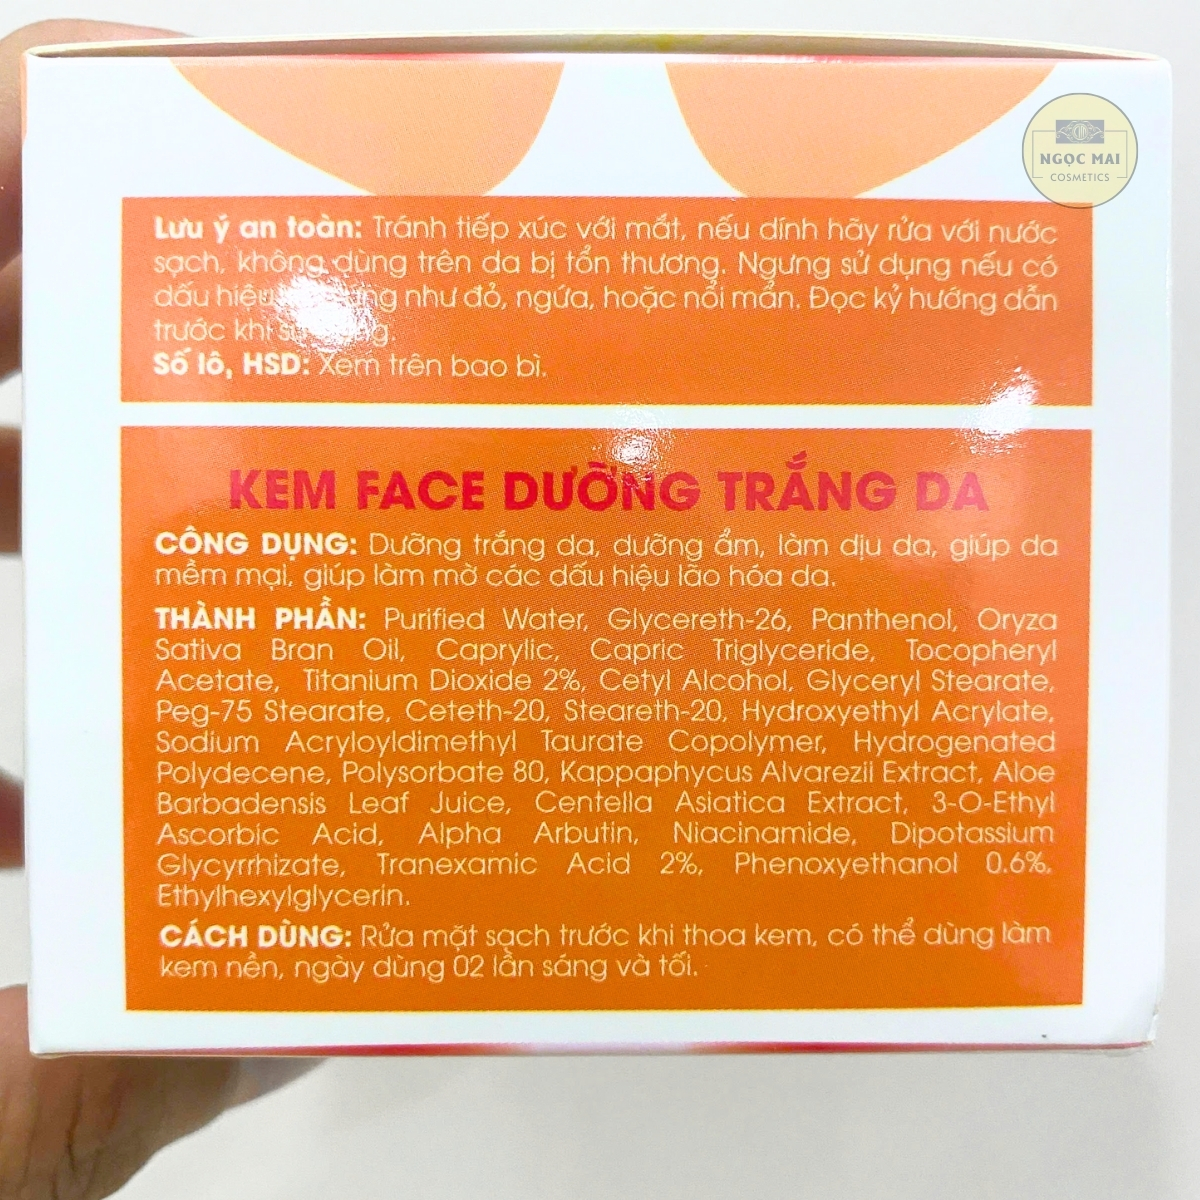 NGỌC MAI
COSMETICS
Lưu ý an toàn: Tránh tiếp xúc với mắt, nếu dính hãy rửa với nước
sạch, không dùng trên da bị tổn thương. Ngưng sử dụng nếu có
dấu hiệu như đỏ, ngứa, hoặc nổi mẩn. Đọc kỷ hướng dẫn
trước khi
Số lô, HSD: Xem trên bao bì.
KEM FACE DƯỠNG TRẮNG DA
CÔNG DỤNG: Dưỡng trắng da, dưỡng ẩm, làm dịu da, giúp da
mềm mại, giúp làm mờ các dấu hiệu lão hóa da.
THÀNH PHẦN: Purified Water, Glycereth-26, Panthenol, Oryza
Sativa Bran Oil, Caprylic, Capric Triglyceride, Tocopheryl
Acetate, Titanium Dioxide 2%, Cetyl Alcohol, Glyceryl Stearate,
Peg-75 Stearate, Ceteth-20, Steareth-20, Hydroxyethyl Acrylate,
Sodium Acryloyldimethyl Taurate Copolymer, Hydrogenated
Polydecene, Polysorbate 80, Kappaphycus Alvarezii Extract, Aloe
Barbadensis Leaf Juice, Centella Asiatica Extract, 3-O-Ethyl
Ascorbic Acid, Alpha Arbutin, Niacinamide, Dipotassium
Glycyrrhizate, Tranexamic Acid 2%, Phenoxyethanol 0.6%,
Ethylhexylglycerin.
CÁCH DÙNG: Rửa mặt sạch trước khi thoa kem, có thể dùng làm
kem nền, ngày dùng 02 lần sáng và tối.